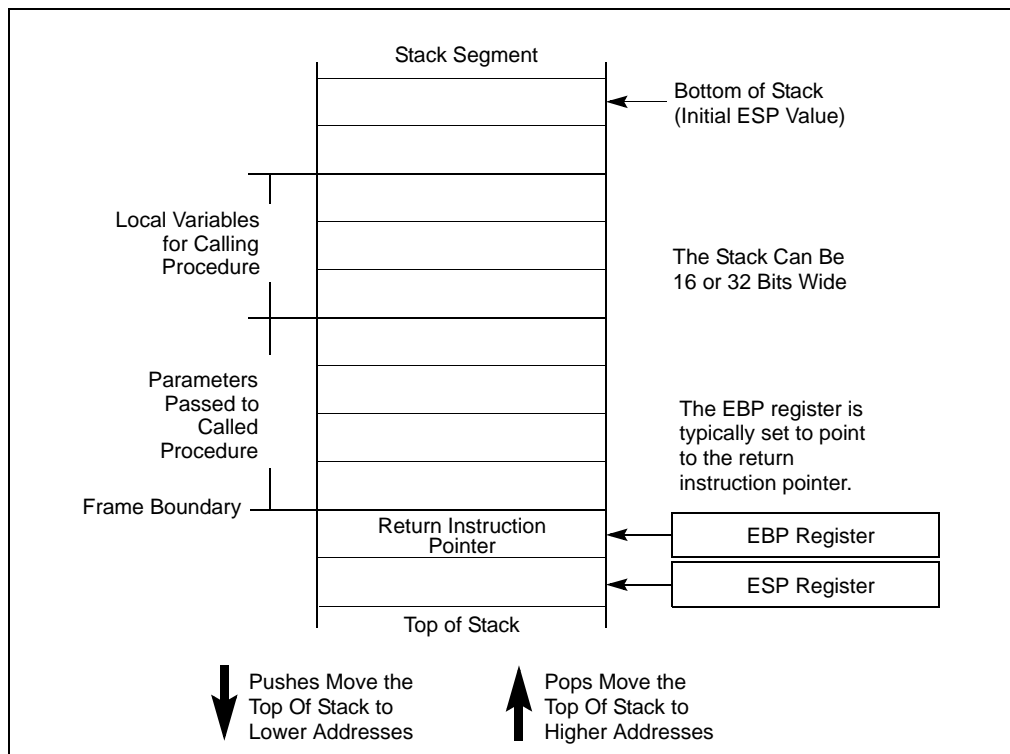 Stack Segment
Bottom of Stack
(Initial ESP Value)
Local Variables
for Calling
Procedure
The Stack Can Be
16 or 32 Bits Wide
Parameters
Passed to
Called
Procedure
The EBP register is
typically set to point
to the return
instruction pointer.
Frame Boundary
Return Instruction
Pointer
EBP Register
ESP Register
Top of Stack
Pushes Move the
Top Of Stack to
Lower Addresses
Pops Move the
Top Of Stack to
Higher Addresses